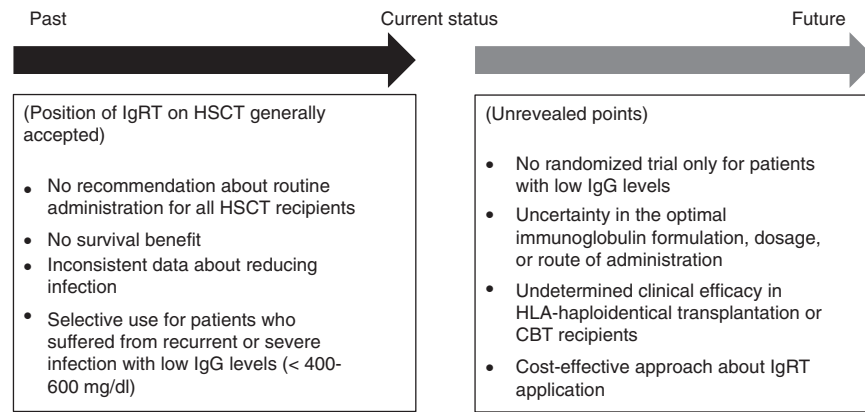 Past
Current status
Future
(Position of IgRT on HSCT generally
accepted)
• No recommendation about routine
administration for all HSCT recipients
• No survival benefit
• Inconsistent data about reducing
infection
• Selective use for patients who
suffered from recurrent or severe
infection with low IgG levels (< 400-
600 mg/dl)
(Unrevealed points)
• No randomized trial only for patients
with low IgG levels
• Uncertainty in the optimal
immunoglobulin formulation, dosage,
or route of administration
• Undetermined clinical efficacy in
HLA-haploidentical transplantation or
CBT recipients
• Cost-effective approach about IgRT
application